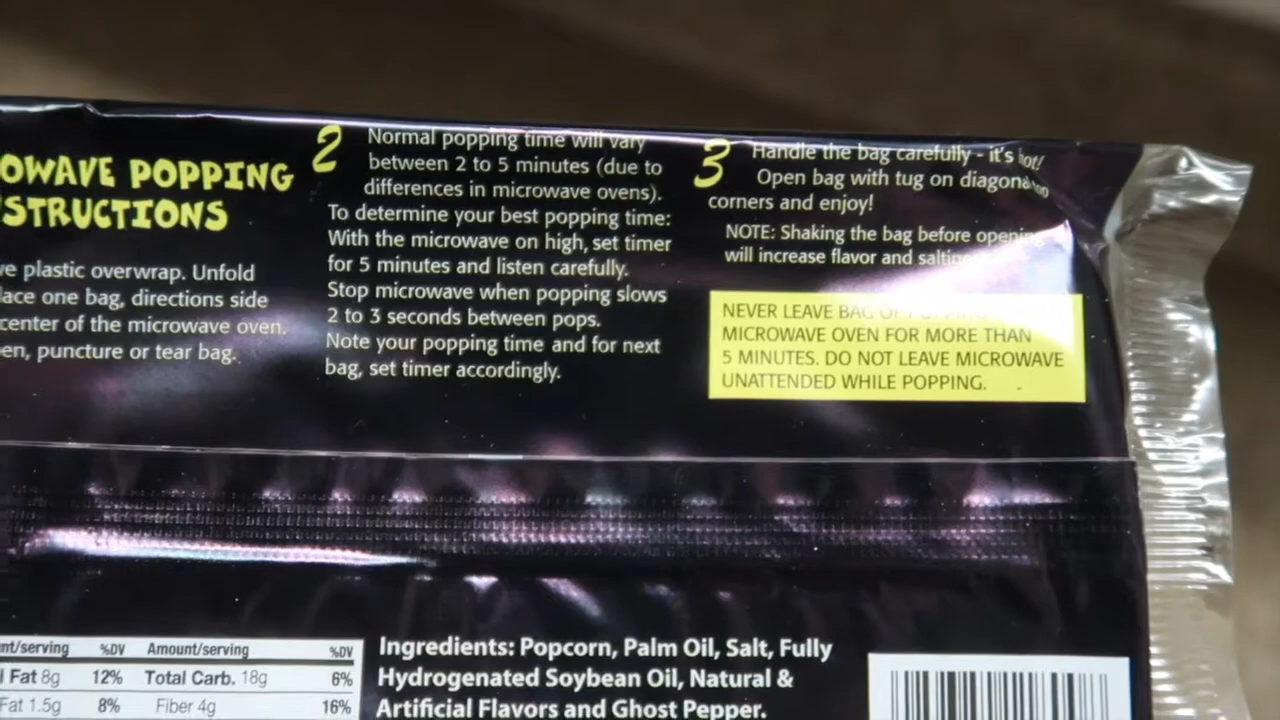 OWAVE POPPING
STRUCTIONS
ve plastic overwrap. Unfold
lace one bag, directions side
center of the microwave oven.
en, puncture or tear bag.
2 Normal popping time will vary
between 2 to 5 minutes (due to
differences in microwave ovens).
To determine your best popping time:
With the microwave on high, set timer
for 5 minutes and listen carefully.
Stop microwave when popping slows
2 to 3 seconds between pops.
Note your popping time and for next
bag, set timer accordingly.
3 Handle the bag carefully - it's hot!
Open bag with tug on diagonal top
corners and enjoy!
NOTE: Shaking the bag before opening
will increase flavor and
NEVER LEAVE BAG OF
MICROWAVE OVEN FOR MORE THAN
5 MINUTES. DO NOT LEAVE MICROWAVE
UNATTENDED WHILE POPPING.
nt/serving %DV Amount/serving %DV
l Fat 8g 12% Total Carb. 18g 6%
Fat 1.5g 8% Fiber 4g 16%
Ingredients: Popcorn, Palm Oil, Salt, Fully
Hydrogenated Soybean Oil, Natural &
Artificial Flavors and Ghost Pepper.